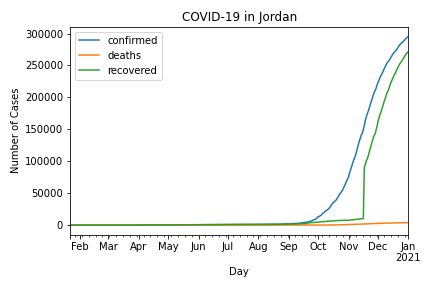 COVID-19 in Jordan
confirmed
deaths
recovered
Number of Cases
300000
250000
200000
150000
100000
50000
0
Feb Mar Apr May Jun Jul Aug Sep Oct Nov Dec Jan
2021
Day